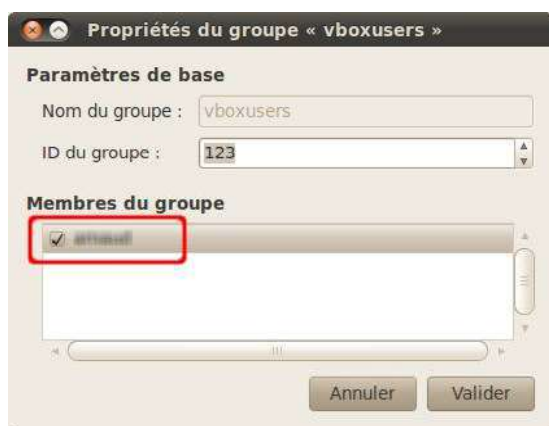 Propriétés du groupe « vboxusers »
Paramètres de base
Nom du groupe : vboxusers
ID du groupe : 123
Membres du groupe
Annuler Valider